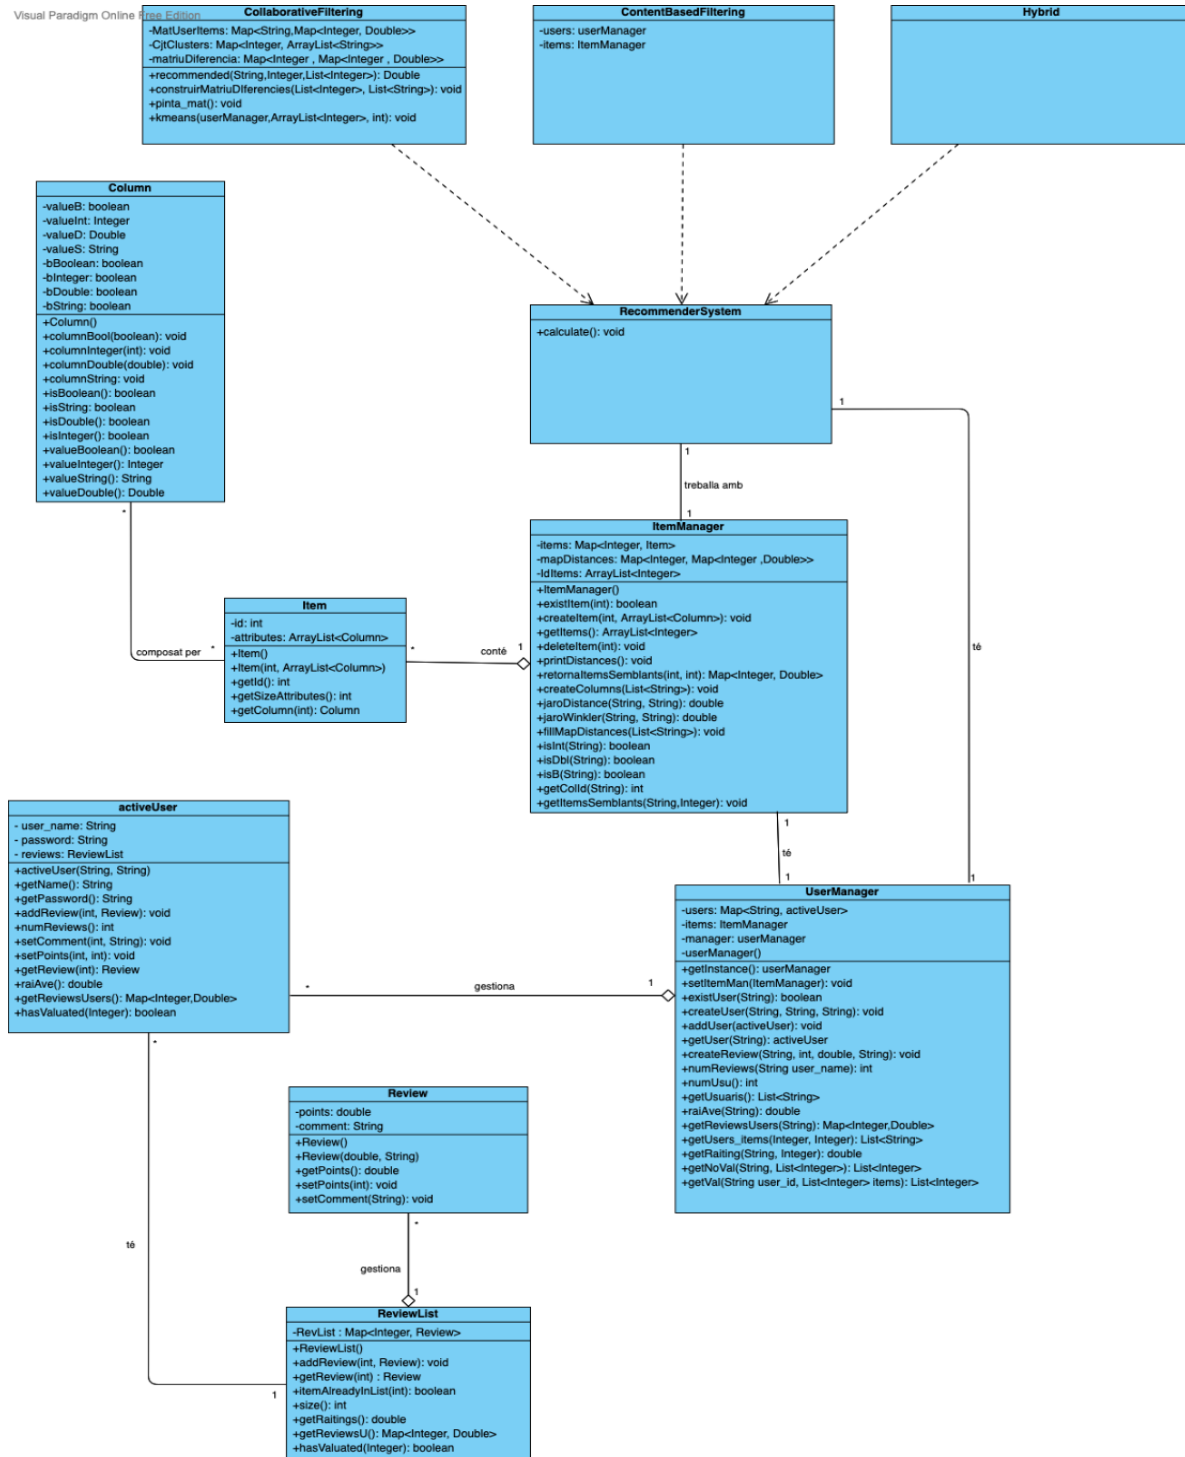 Visual Paradigm Online Free Edition
CollaborativeFiltering
-MatUserItems: Map<String,Map<Integer, Double>>
-CjtClusters: Map<Integer, ArrayList<String>>
-matriuDiferencia: Map<Integer , Map<Integer , Double>>
+recommended(String,Integer,List<Integer>): Double
+construirMatriuDIferencies(List<Integer>, List<String>): void
+pinta_mat(): void
+kmeans(userManager,ArrayList<Integer>, int): void
ContentBasedFiltering
-users: userManager
-items: ItemManager
Hybrid
Column
-valueB: boolean
-valueInt: Integer
-valueD: Double
-valueS: String
-bBoolean: boolean
-bInteger: boolean
-bDouble: boolean
-bString: boolean
+Column()
+columnBool(boolean): void
+columnInteger(int): void
+columnDouble(double): void
+columnString: void
+isBoolean(): boolean
+isString: boolean
+isDouble(): boolean
+isInteger(): boolean
+valueBoolean(): boolean
+valueInteger(): Integer
+valueString(): String
+valueDouble(): Double
RecommenderSystem
+calculate(): void
1
1
treballa amb
1
té
1
*
composat per
*
Item
-id: int
-attributes: ArrayList<Column>
+Item()
+Item(int, ArrayList<Column>)
+getId(): int
+getSizeAttributes(): int
+getColumn(int): Column
*
conté
1
ItemManager
-items: Map<Integer, Item>
-mapDistances: Map<Integer, Map<Integer ,Double>>
-IdItems: ArrayList<Integer>
+ItemManager()
+existItem(int): boolean
+createItem(int, ArrayList<Column>): void
+getItems(): ArrayList<Integer>
+deleteItem(int): void
+printDistances(): void
+retornaItemsSemblants(int, int): Map<Integer, Double>
+createColumns(List<String>): void
+jaroDistance(String, String): double
+jaroWinkler(String, String): double
+fillMapDistances(List<String>): void
+isInt(String): boolean
+isDbl(String): boolean
+isB(String): boolean
+getColId(String): int
+getItemsSemblants(String,Integer): void
1
té
1
activeUser
- user_name: String
- password: String
- reviews: ReviewList
+activeUser(String, String)
+getName(): String
+getPassword(): String
+addReview(int, Review): void
+numReviews(): int
+setComment(int, String): void
+setPoints(int, int): void
+getReview(int): Review
+raiAve(): double
+getReviewsUsers(): Map<Integer,Double>
+hasValuated(Integer): boolean
*
gestiona
1
UserManager
-users: Map<String, activeUser>
-items: ItemManager
-manager: userManager
-userManager()
+getInstance(): userManager
+setItemMan(ItemManager): void
+existUser(String): boolean
+createUser(String, String, String): void
+addUser(activeUser): void
+getUser(String): activeUser
+createReview(String, int, double, String): void
+numReviews(String user_name): int
+numUsu(): int
+getUsuaris(): List<String>
+raiAve(String): double
+getReviewsUsers(String): Map<Integer,Double>
+getUsers_items(Integer, Integer): List<String>
+getRaiting(String, Integer): double
+getNoVal(String, List<Integer>): List<Integer>
+getVal(String user_id, List<Integer> items): List<Integer>
*
té
1
Review
-points: double
-comment: String
+Review()
+Review(double, String)
+getPoints(): double
+setPoints(int): void
+setComment(String): void
*
gestiona
1
ReviewList
-RevList : Map<Integer, Review>
+ReviewList()
+addReview(int, Review): void
+getReview(int) : Review
+itemAlreadyInList(int): boolean
+size(): int
+getRaitings(): double
+getReviewsU(): Map<Integer, Double>
+hasValuated(Integer): boolean